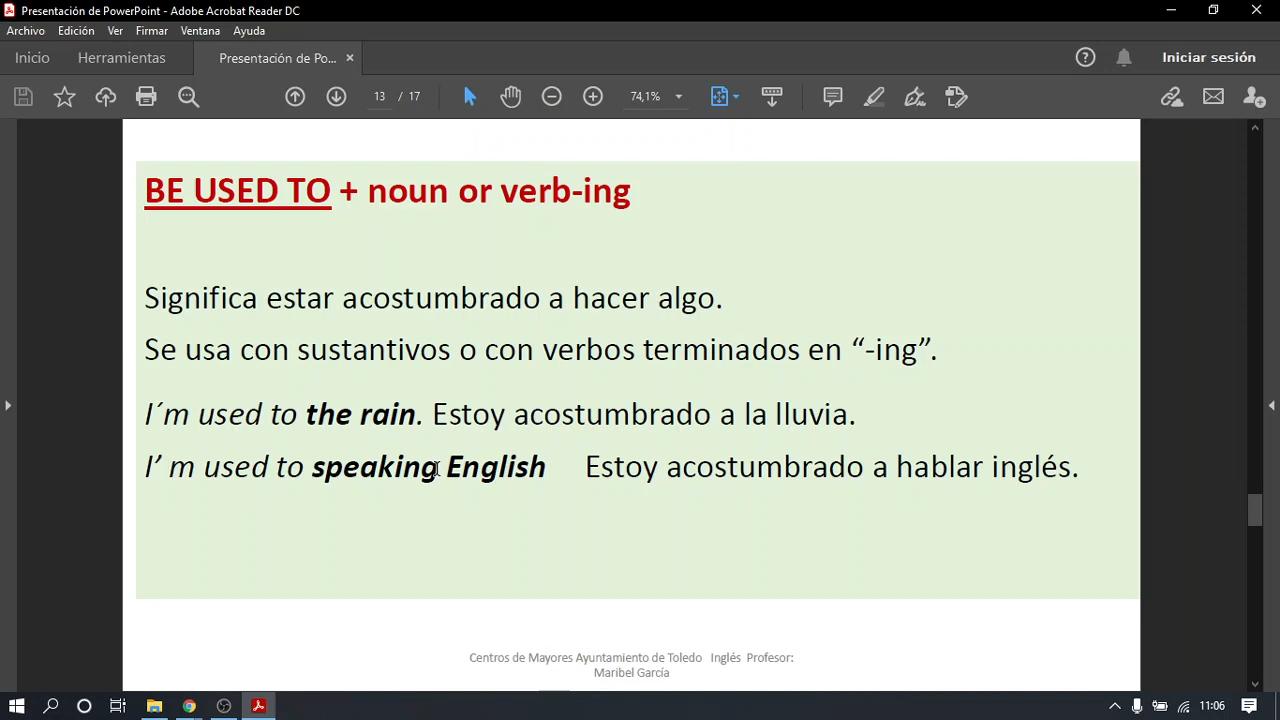 Presentación de PowerPoint - Adobe Acrobat Reader DC
Archivo Edición Ver Firmar Ventana Ayuda
Inicio Herramientas Presentación de Po... × Iniciar sesión
13 / 17 74,1%
BE USED TO + noun or verb-ing
Significa estar acostumbrado a hacer algo.
Se usa con sustantivos o con verbos terminados en “-ing”.
I´m used to the rain. Estoy acostumbrado a la lluvia.
I’ m used to speaking English Estoy acostumbrado a hablar inglés.
Centros de Mayores Ayuntamiento de Toledo Inglés Profesor:
Maribel García
11:06